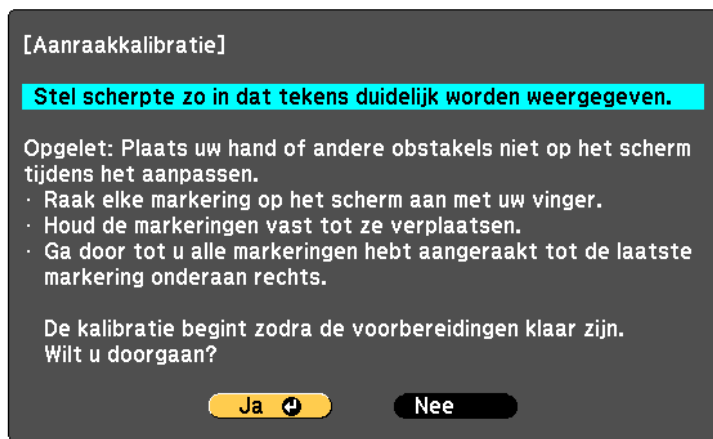 [Aanraakkalibratie]
Stel scherpte zo in dat tekens duidelijk worden weergegeven.
Opgelet: Plaats uw hand of andere obstakels niet op het scherm
tijdens het aanpassen.
· Raak elke markering op het scherm aan met uw vinger.
· Houd de markeringen vast tot ze verplaatsen.
· Ga door tot u alle markeringen hebt aangeraakt tot de laatste
markering onderaan rechts.
De kalibratie begint zodra de voorbereidingen klaar zijn.
Wilt u doorgaan?
Ja Nee